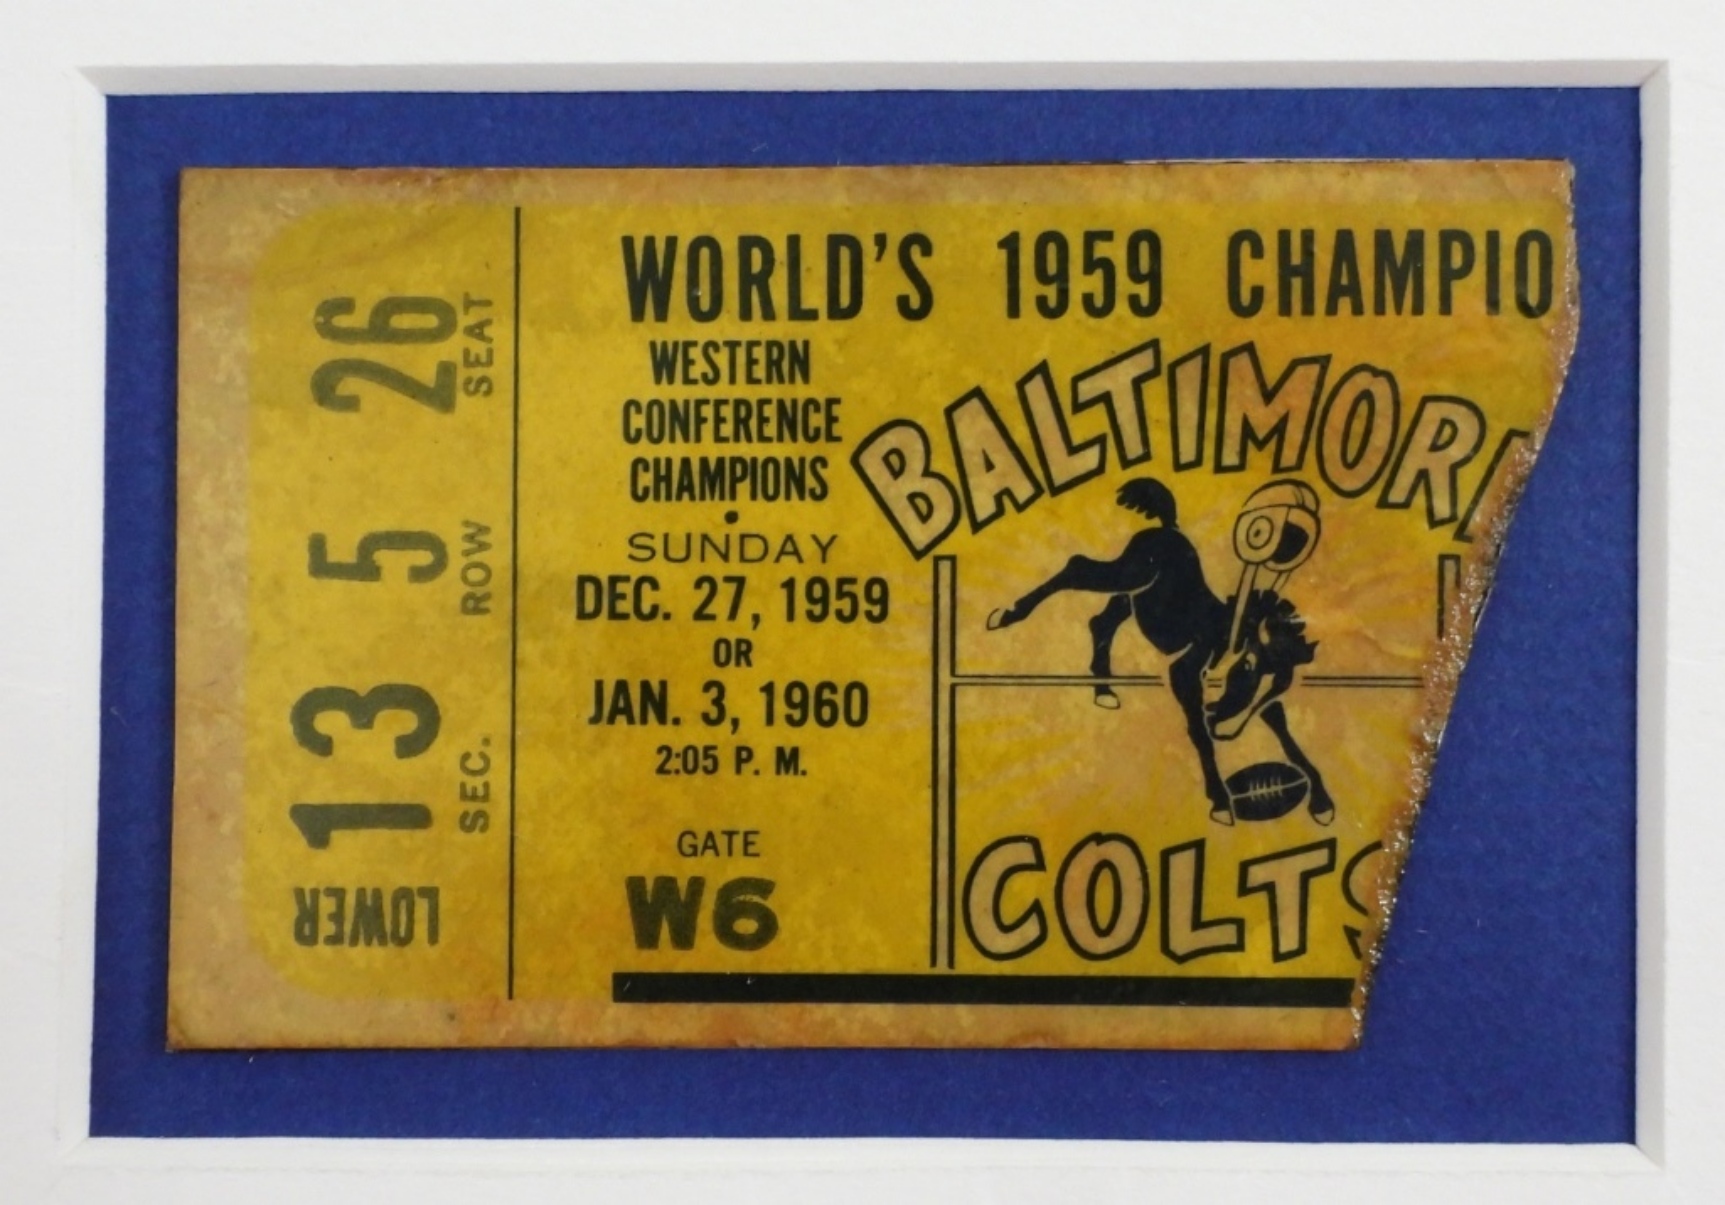 26
SEAT
5
ROW
13
SEC.
LOWER
WORLD'S 1959 CHAMPIO
WESTERN
CONFERENCE
CHAMPIONS
•
SUNDAY
DEC. 27, 1959
OR
JAN. 3, 1960
2:05 P. M.
GATE
W6
BALTIMORE
COLTS